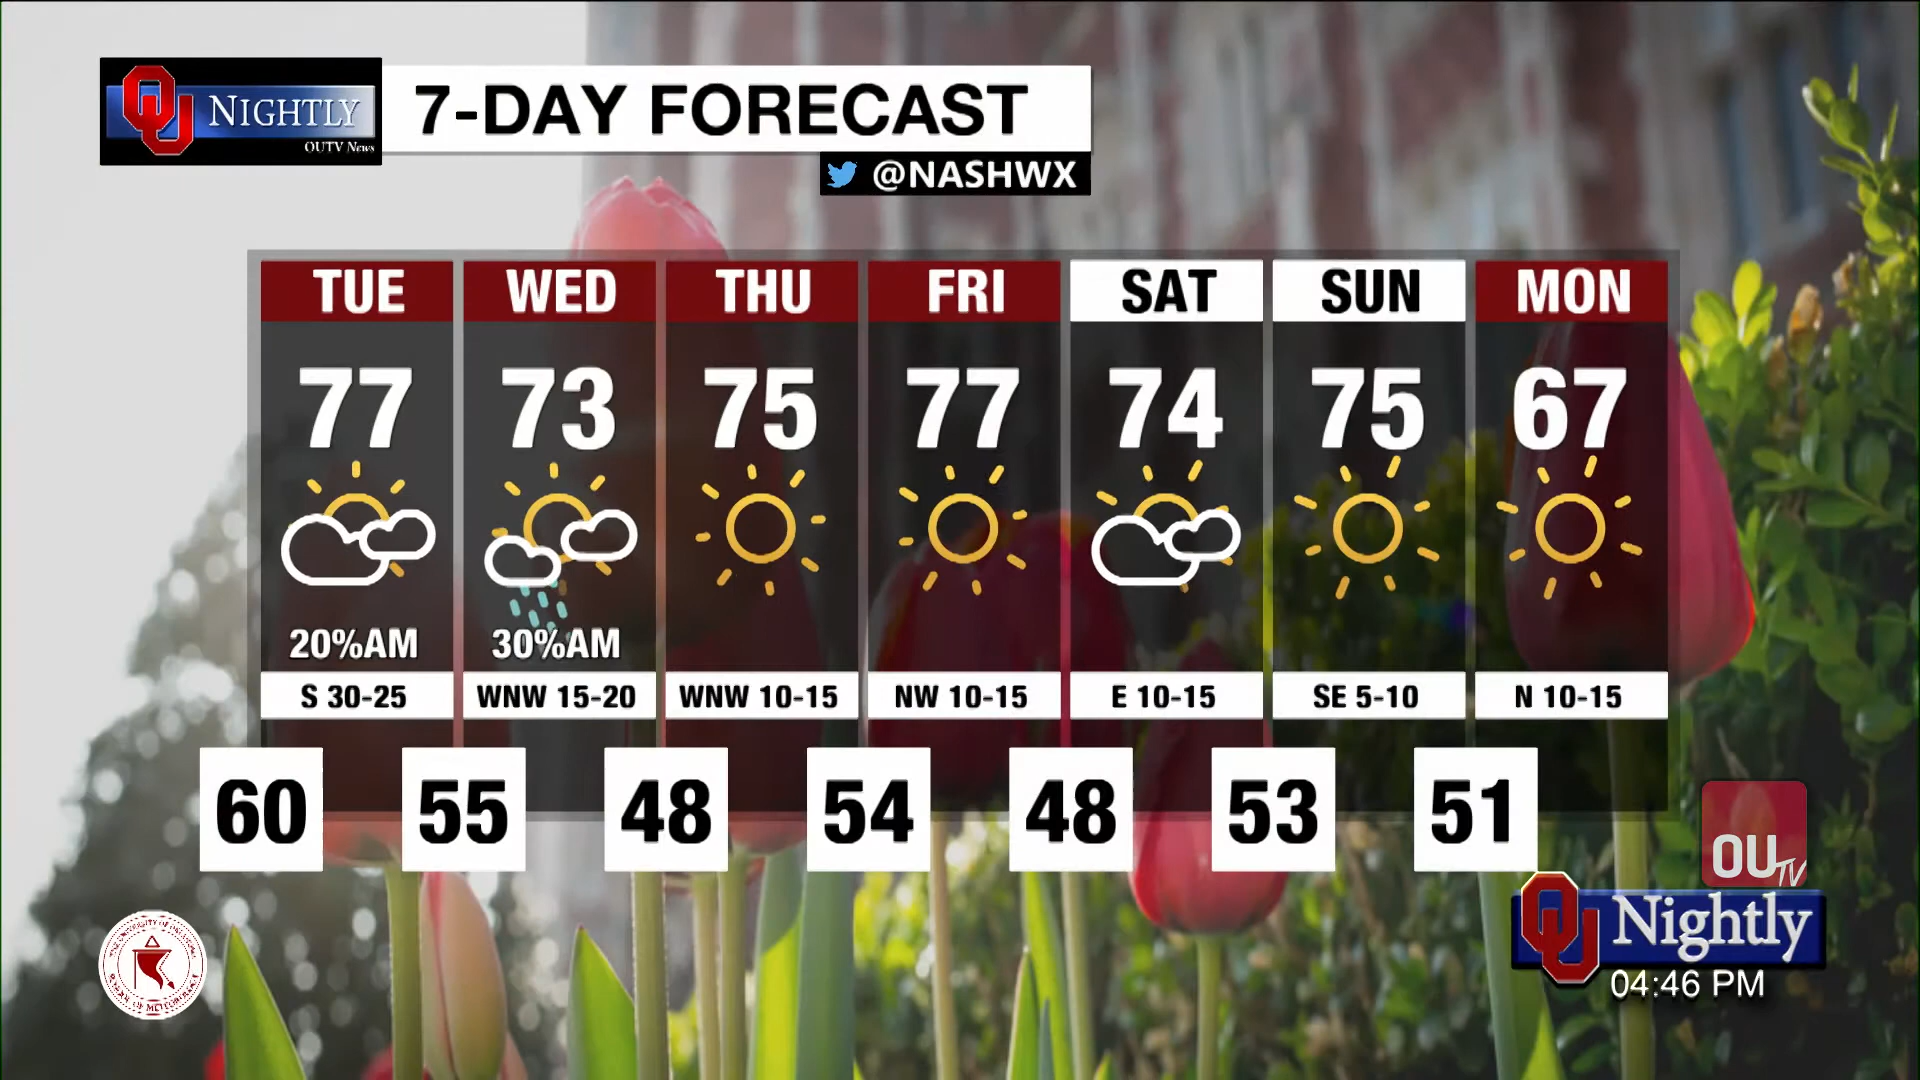 OU NIGHTLY
OUTV News
7-DAY FORECAST
@NASHWX
TUE WED THU FRI SAT SUN MON
77 73 75 77 74 75 67
20%AM 30%AM
S 30-25 WNW 15-20 WNW 10-15 NW 10-15 E 10-15 SE 5-10 N 10-15
60 55 48 54 48 53 51
OUTV
OU Nightly
04:46 PM